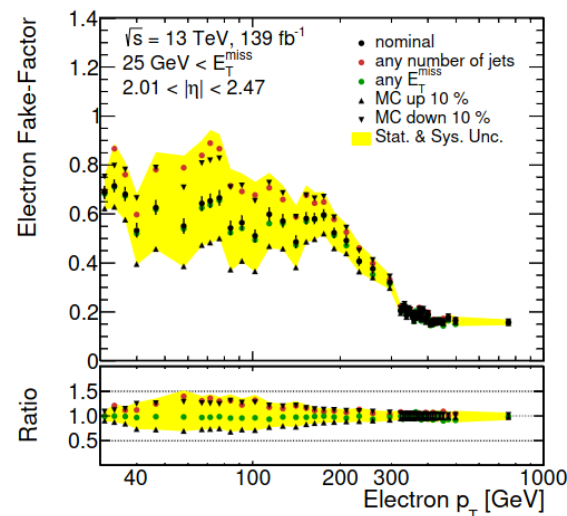 √s = 13 TeV, 139 fb⁻¹
25 GeV < E_T^miss
2.01 < |η| < 2.47
nominal
any number of jets
any E_T^miss
MC up 10 %
MC down 10 %
Stat. & Sys. Unc.
Electron Fake-Factor
1.4
1.2
1
0.8
0.6
0.4
0.2
0
Ratio
1.5
1.0
0.5
40
100
200
300
1000
Electron p_T [GeV]